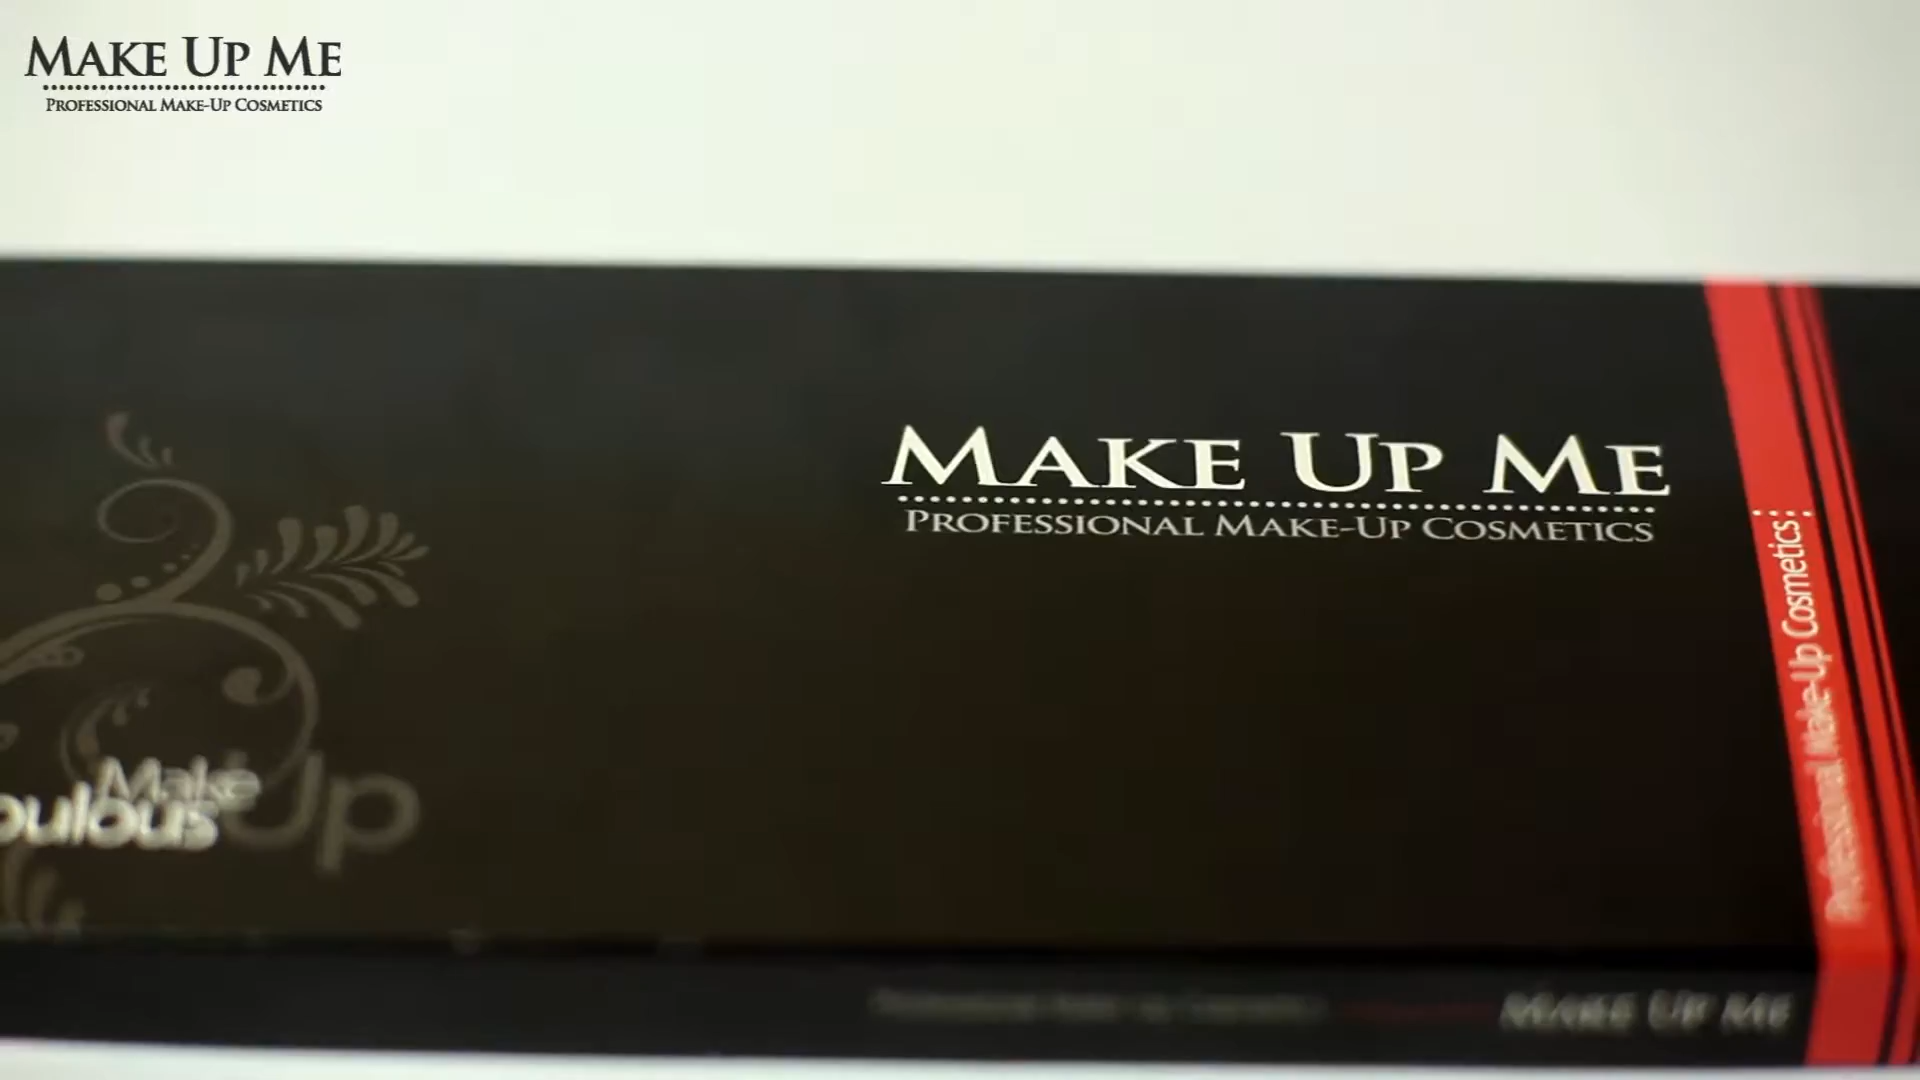 MAKE UP ME
PROFESSIONAL MAKE-UP COSMETICS
MAKE UP ME
PROFESSIONAL MAKE-UP COSMETICS
Professional Make-Up Cosmetics
Make
Up
MAKE UP ME